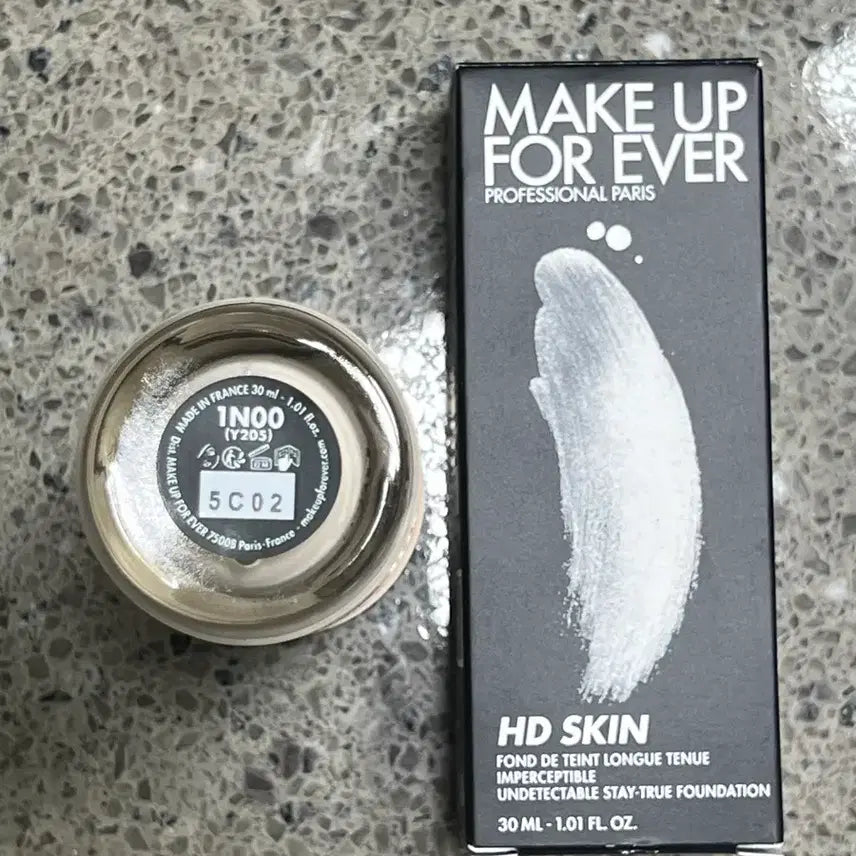 MADE IN FRANCE 30 ml - 1.01 fl.oz.
1N00
(Y205)
12 M
5C02
Dist. MAKE UP FOR EVER 75008 Paris-France - makeupforever.com
MAKE UP
FOR EVER
PROFESSIONAL PARIS
HD SKIN
FOND DE TEINT LONGUE TENUE
IMPERCEPTIBLE
UNDETECTABLE STAY-TRUE FOUNDATION
30 ML - 1.01 FL. OZ.